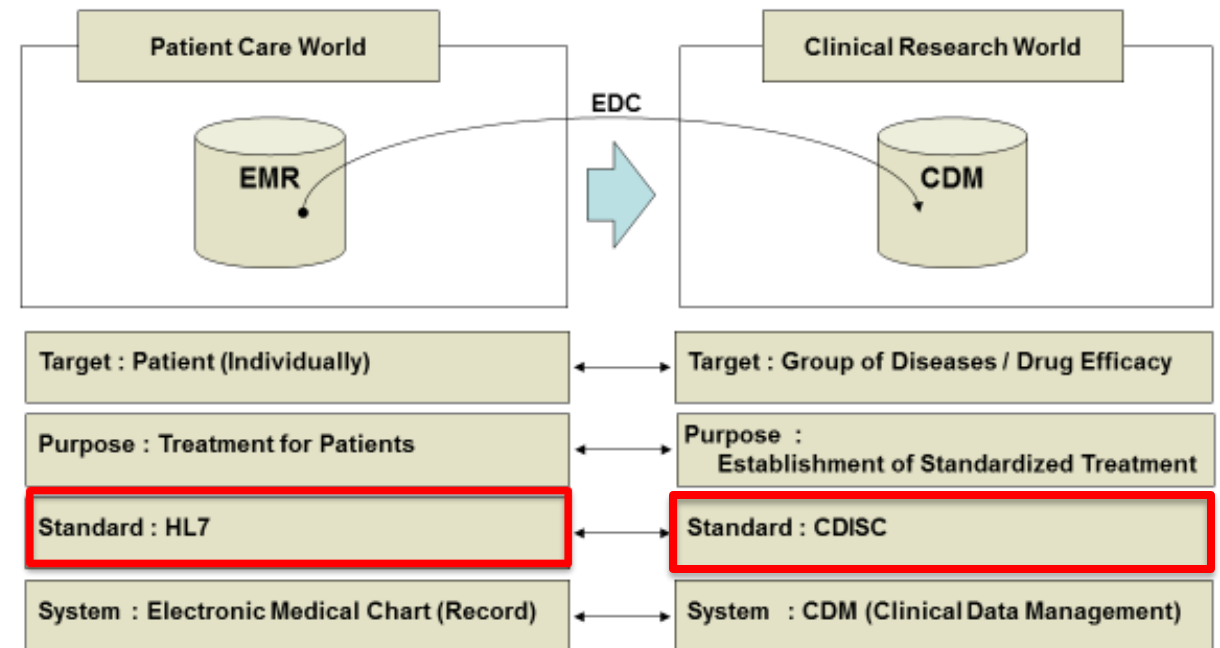 Patient Care World
Clinical Research World
EDC
EMR
CDM
Target : Patient (Individually)
Target : Group of Diseases / Drug Efficacy
Purpose : Treatment for Patients
Purpose :
Establishment of Standardized Treatment
Standard : HL7
Standard : CDISC
System : Electronic Medical Chart (Record)
System : CDM (Clinical Data Management)